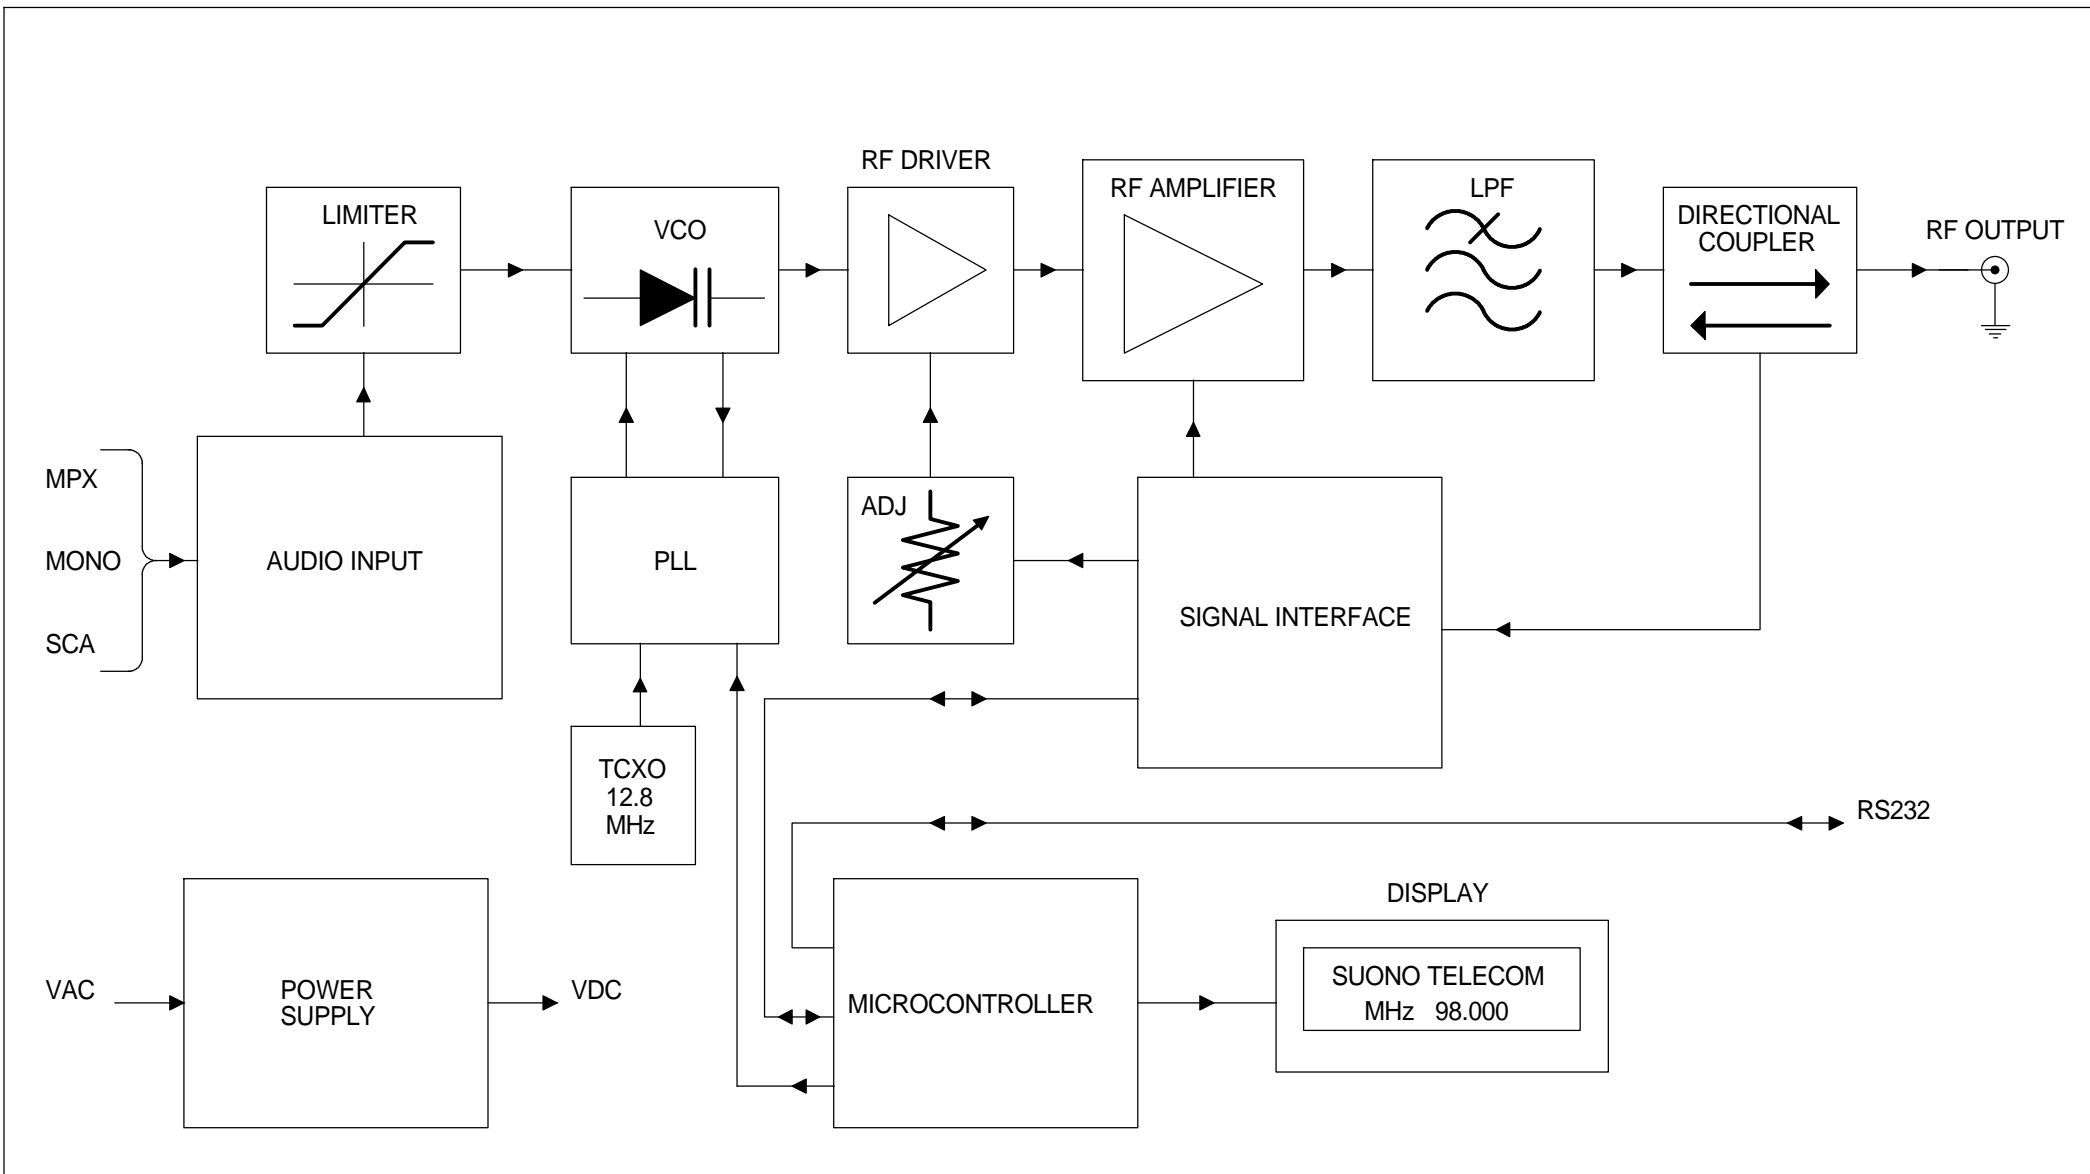 RF DRIVER
LIMITER
VCO
RF AMPLIFIER
LPF
DIRECTIONAL
COUPLER
RF OUTPUT
MPX
MONO
SCA
AUDIO INPUT
PLL
ADJ
SIGNAL INTERFACE
TCXO
12.8
MHz
RS232
VAC
POWER
SUPPLY
VDC
MICROCONTROLLER
DISPLAY
SUONO TELECOM
MHz 98.000